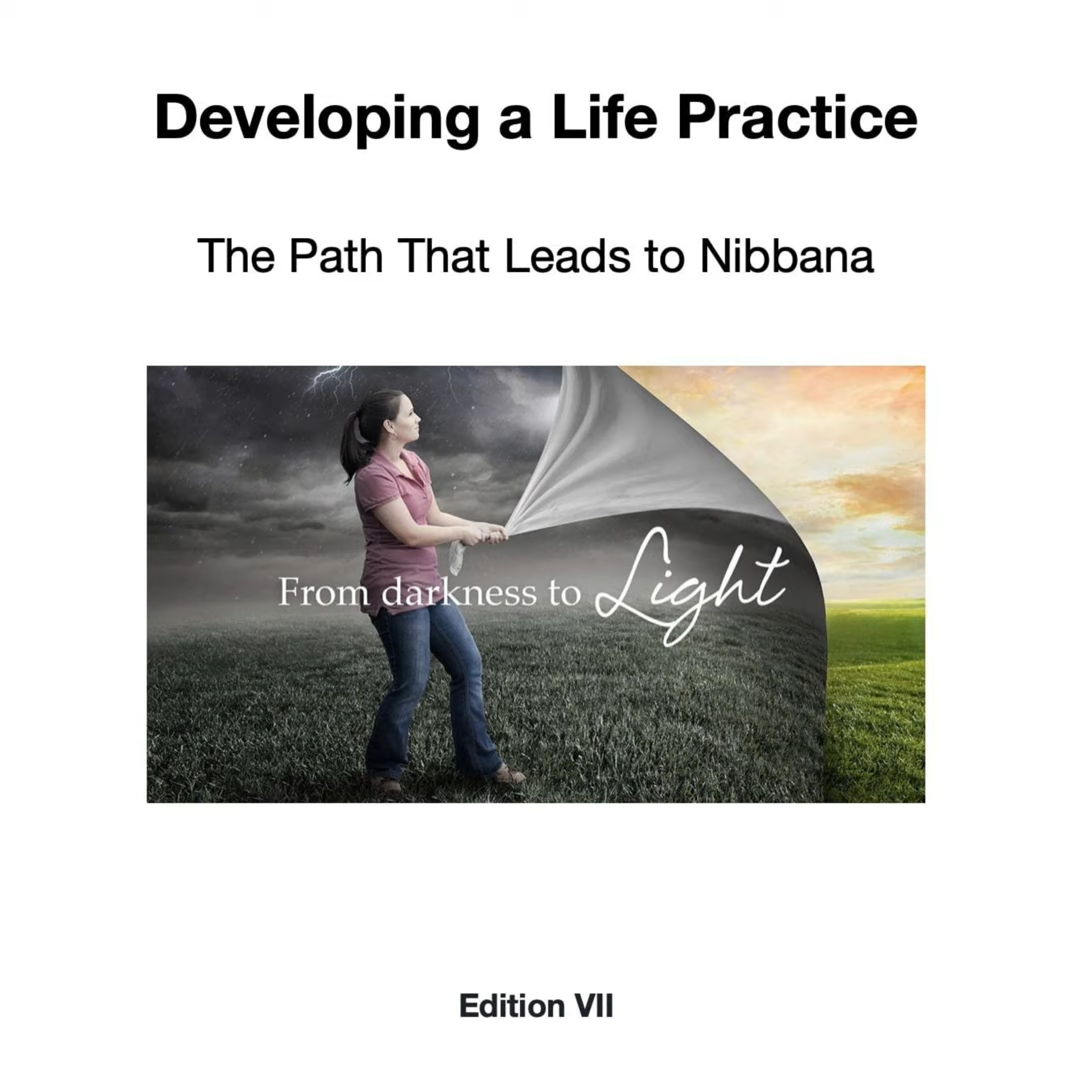 Developing a Life Practice
The Path That Leads to Nibbana
From darkness to Light
Edition VII